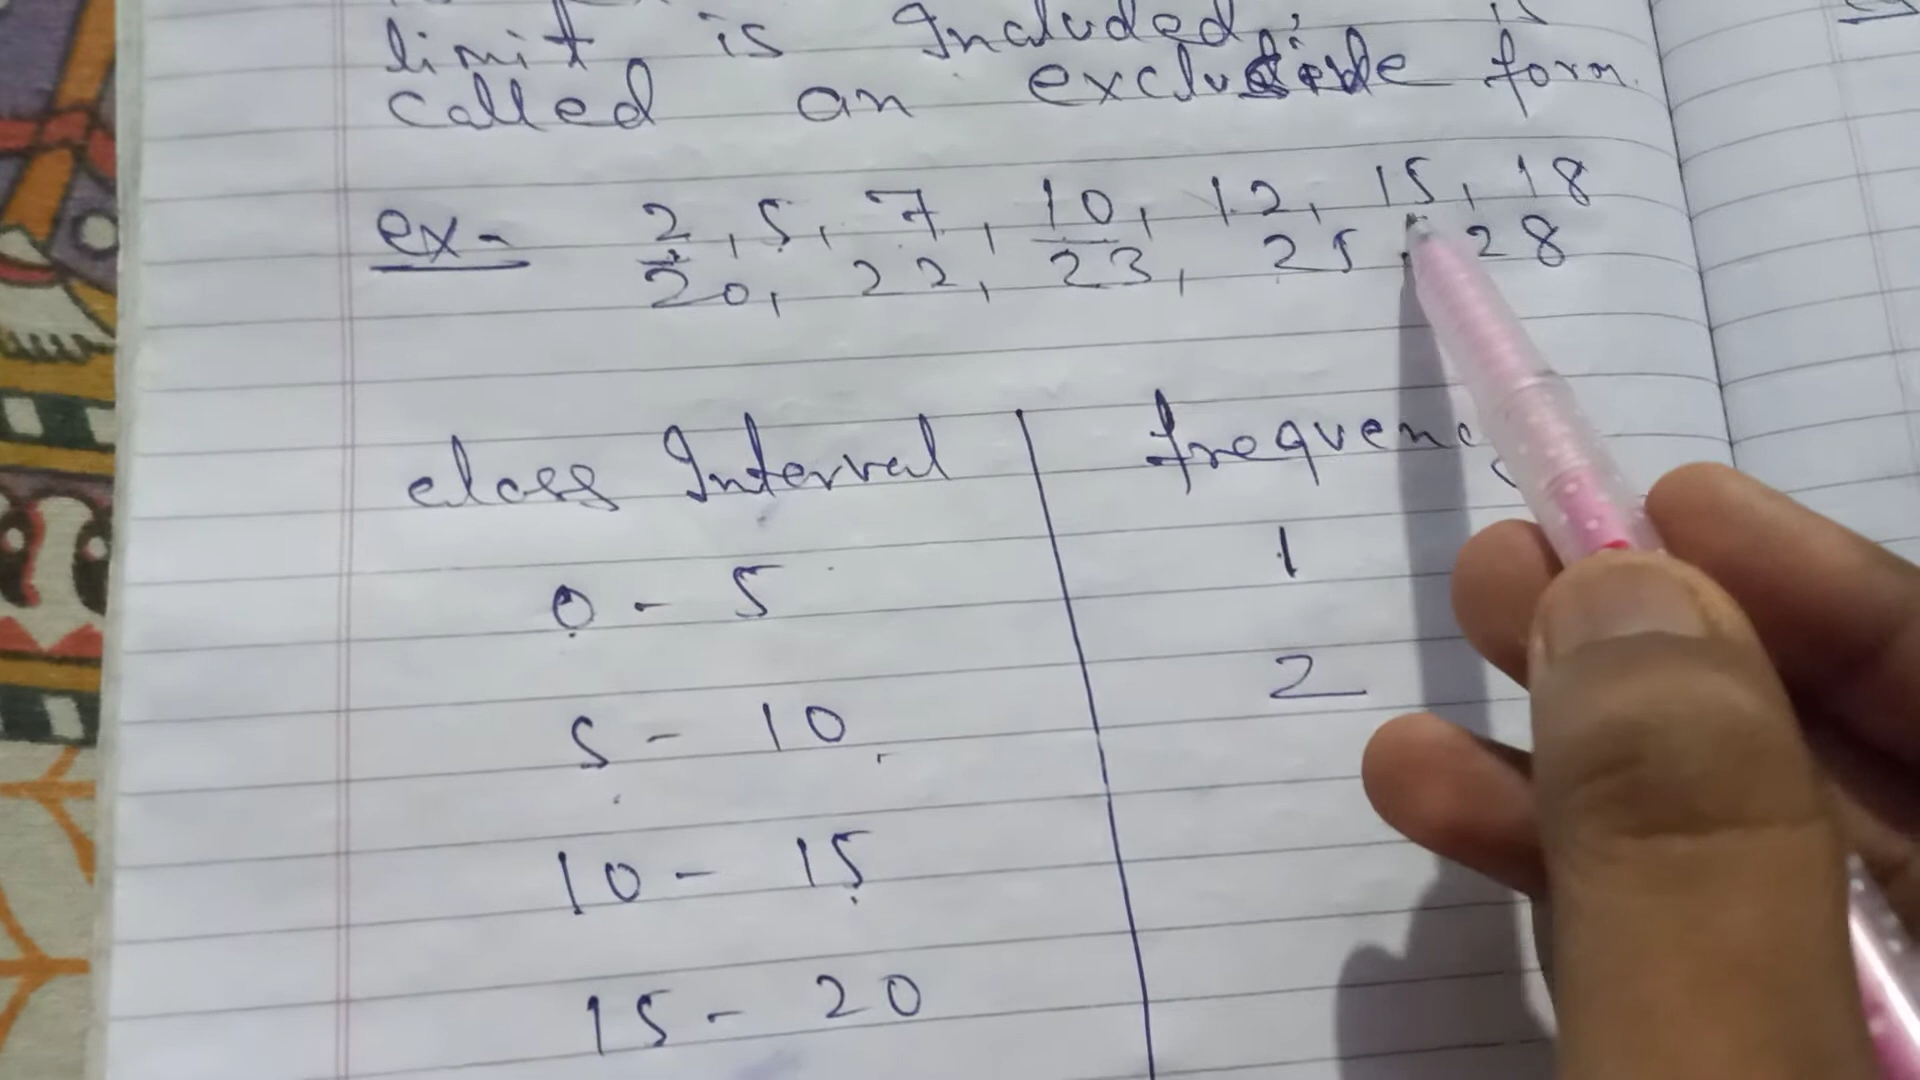 limit is Included, is
called an exclusive form.
ex- 2, 5, 7, 10, 12, 15, 18
20, 22, 23, 25, 28
class Interval frequenc
0 - 5 1
5 - 10 2
10 - 15
15 - 20